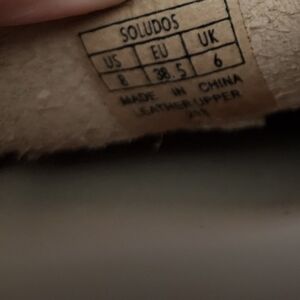 SOLUDOS
US EU UK
8 38.5 6
MADE IN CHINA
LEATHER UPPER